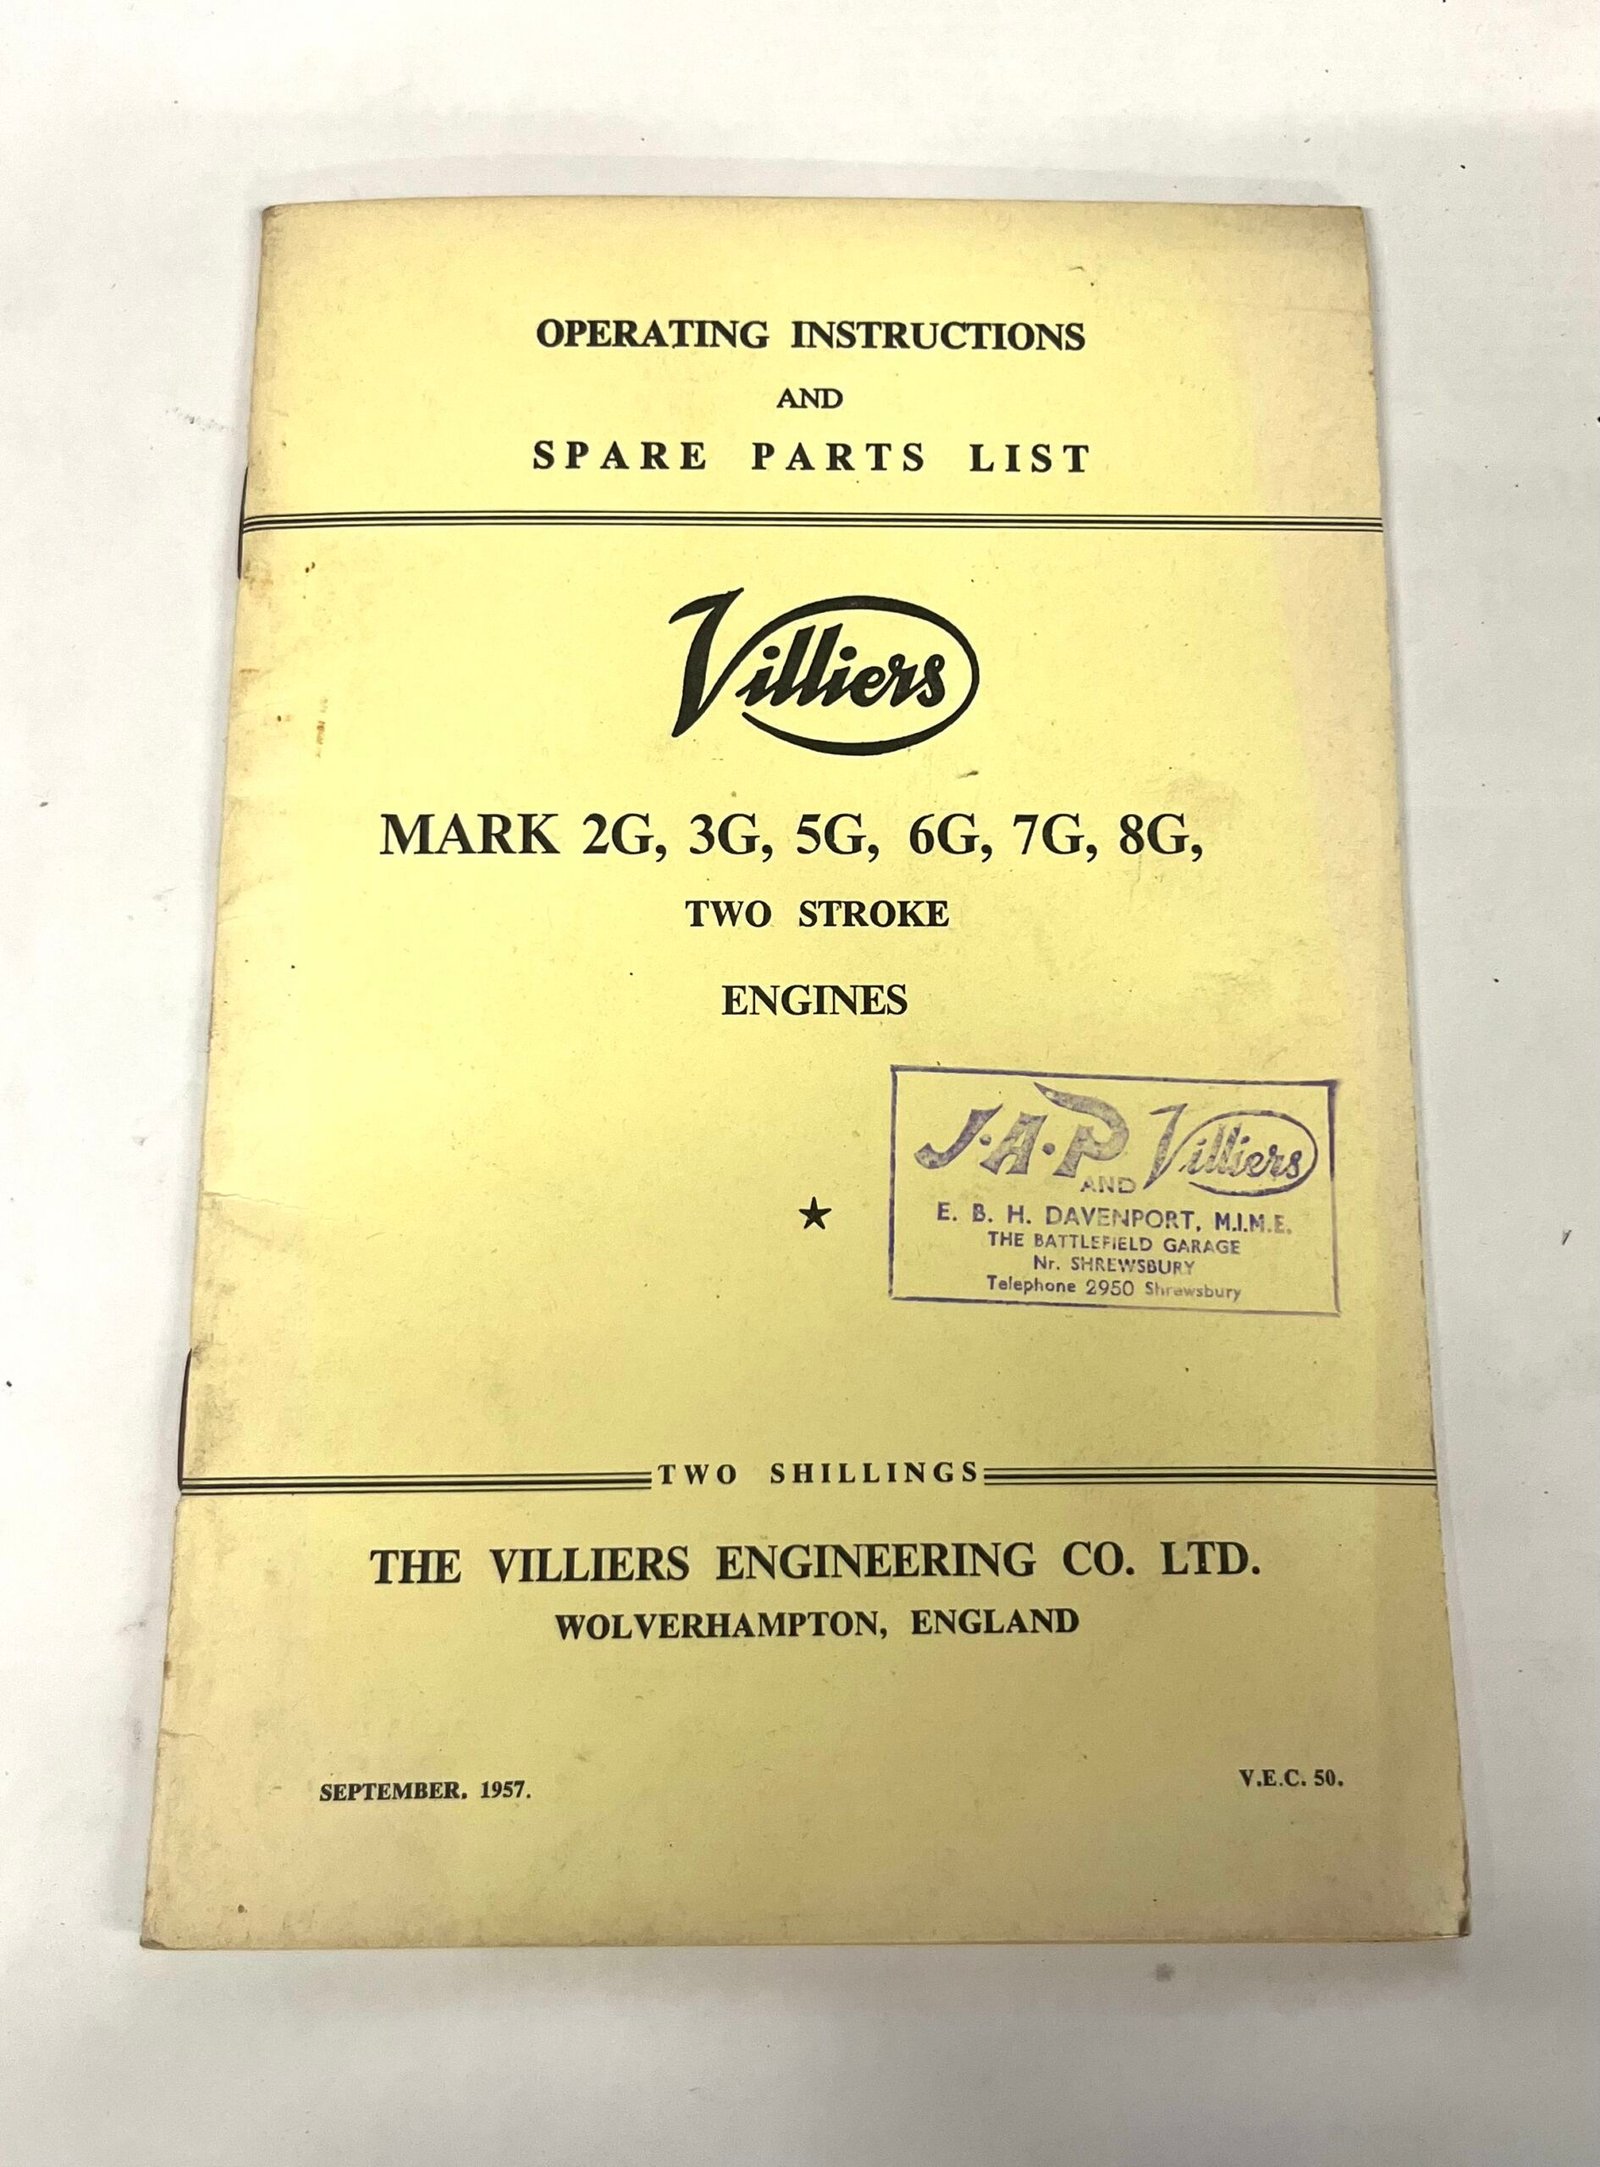 OPERATING INSTRUCTIONS
AND
SPARE PARTS LIST
Villiers
MARK 2G, 3G, 5G, 6G, 7G, 8G,
TWO STROKE
ENGINES
J·A·P AND Villiers
E. B. H. DAVENPORT, M.I.M.E.
THE BATTLEFIELD GARAGE
Nr. SHREWSBURY
Telephone 2950 Shrewsbury
TWO SHILLINGS
THE VILLIERS ENGINEERING CO. LTD.
WOLVERHAMPTON, ENGLAND
SEPTEMBER. 1957.
V.E.C. 50.